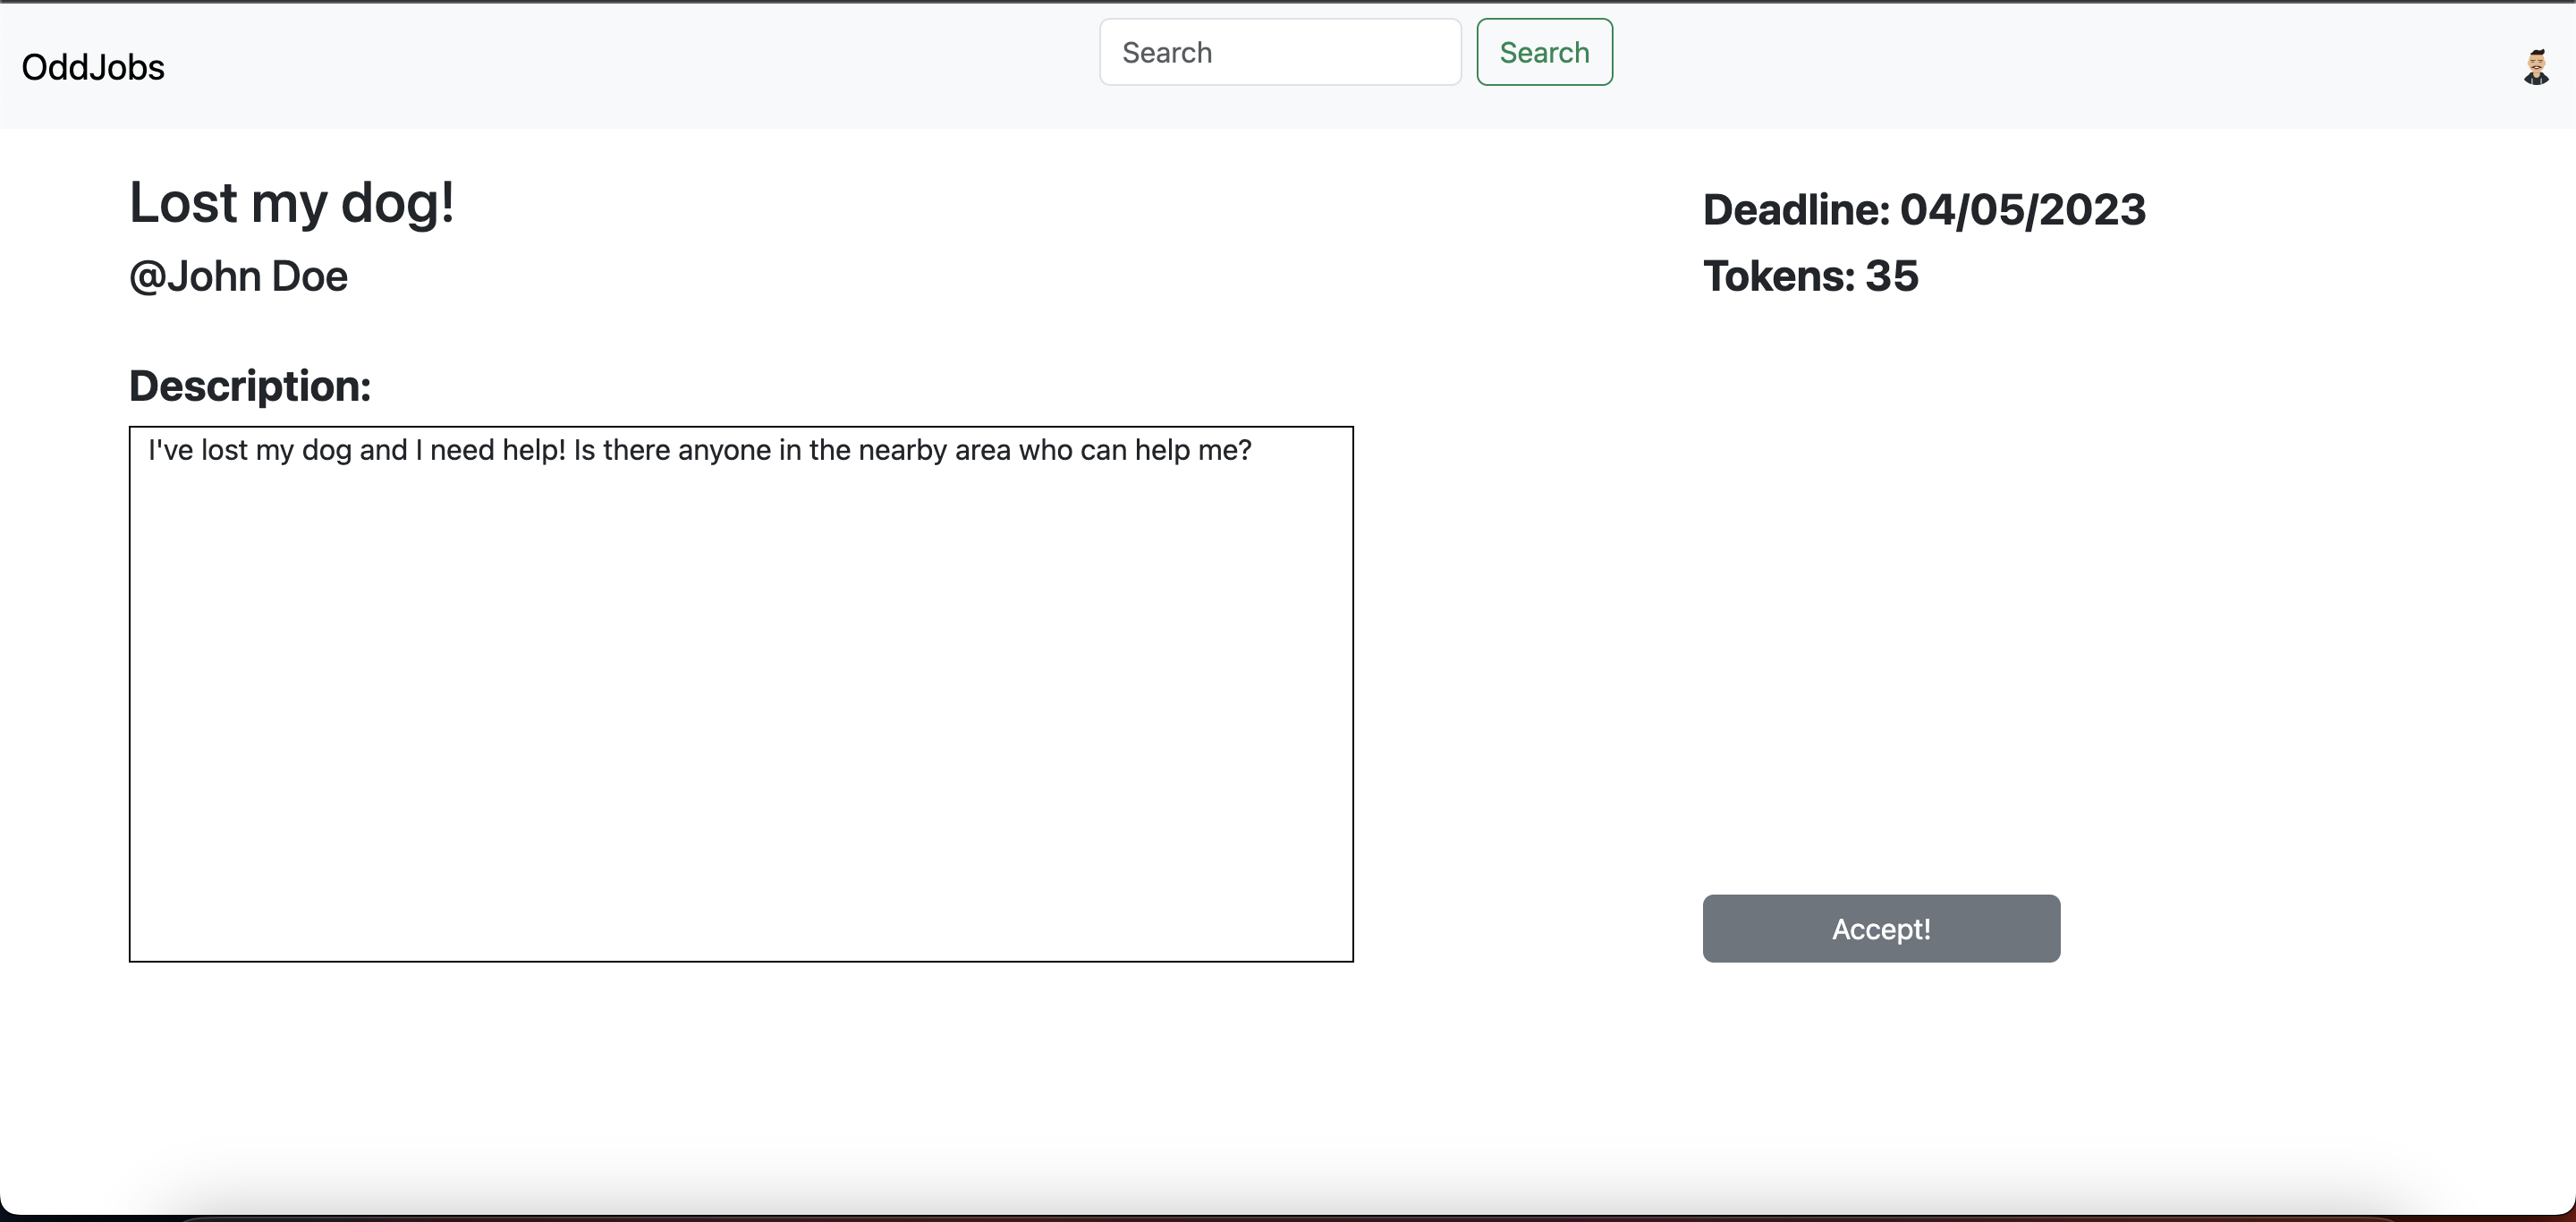 OddJobs
Search
Search
Lost my dog!
@John Doe
Deadline: 04/05/2023
Tokens: 35
Description:
I've lost my dog and I need help! Is there anyone in the nearby area who can help me?
Accept!